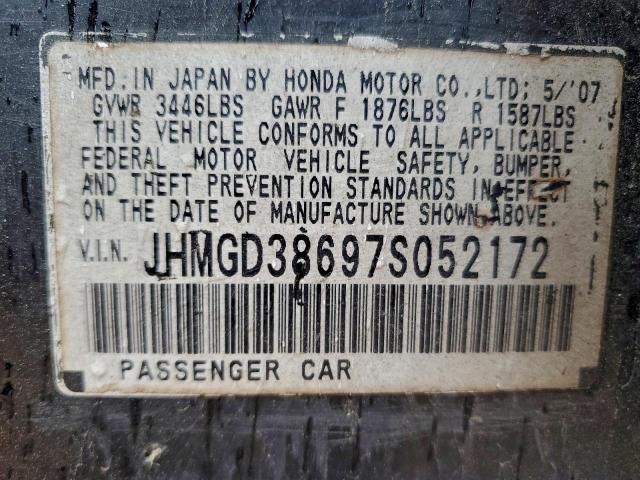 MFD. IN JAPAN BY HONDA MOTOR CO., LTD; 5/'07
GVWR 3446LBS GAWR F 1876LBS R 1587LBS
THIS VEHICLE CONFORMS TO ALL APPLICABLE
FEDERAL MOTOR VEHICLE SAFETY, BUMPER,
AND THEFT PREVENTION STANDARDS IN EFFECT
ON THE DATE OF MANUFACTURE SHOWN ABOVE.
V.I.N. JHMGD38697S052172
PASSENGER CAR